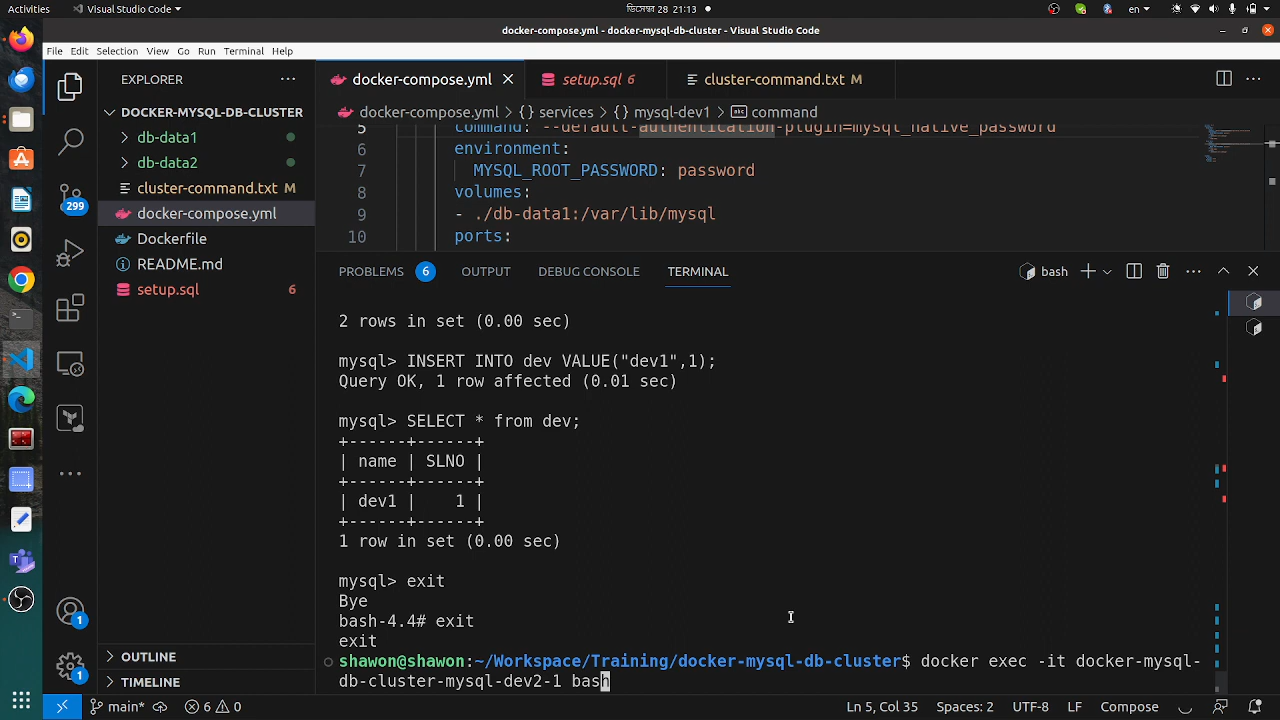 Activities
Visual Studio Code
ডিসেম্বর 28 21:13
en
docker-compose.yml - docker-mysql-db-cluster - Visual Studio Code
File Edit Selection View Go Run Terminal Help
EXPLORER
docker-compose.yml
setup.sql 6
cluster-command.txt M
DOCKER-MYSQL-DB-CLUSTER
docker-compose.yml > {} services > {} mysql-dev1 > command
db-data1
db-data2
cluster-command.txt M
docker-compose.yml
Dockerfile
README.md
setup.sql 6
299
5 command: --default-authentication-plugin=mysql_native_password
6 environment:
7 MYSQL_ROOT_PASSWORD: password
8 volumes:
9 - ./db-data1:/var/lib/mysql
10 ports:
PROBLEMS 6 OUTPUT DEBUG CONSOLE TERMINAL
bash
2 rows in set (0.00 sec)
mysql> INSERT INTO dev VALUE("dev1",1);
Query OK, 1 row affected (0.01 sec)
mysql> SELECT * from dev;
+------+------+
| name | SLNO |
+------+------+
| dev1 |    1 |
+------+------+
1 row in set (0.00 sec)
mysql> exit
Bye
bash-4.4# exit
exit
shawon@shawon:~/Workspace/Training/docker-mysql-db-cluster$ docker exec -it docker-mysql-
db-cluster-mysql-dev2-1 bash
OUTLINE
TIMELINE
1
1
main*
6 0
Ln 5, Col 35
Spaces: 2
UTF-8
LF
Compose